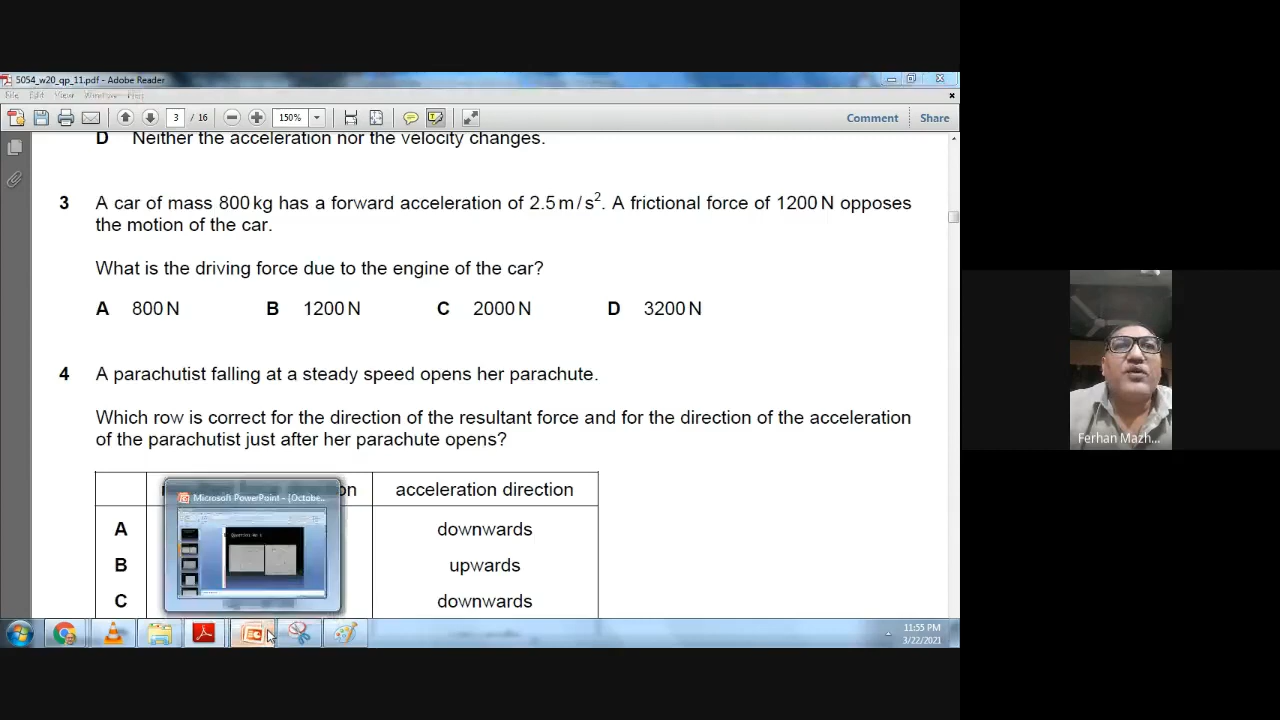 5054_w20_qp_11.pdf - Adobe Reader
File Edit View Window Help
3 / 16 150% Comment Share
D Neither the acceleration nor the velocity changes.
3 A car of mass 800 kg has a forward acceleration of 2.5 m / s². A frictional force of 1200 N opposes
the motion of the car.
What is the driving force due to the engine of the car?
A 800 N B 1200 N C 2000 N D 3200 N
4 A parachutist falling at a steady speed opens her parachute.
Which row is correct for the direction of the resultant force and for the direction of the acceleration
of the parachutist just after her parachute opens?
acceleration direction
Microsoft PowerPoint - [Octobe...
A downwards
B upwards
C downwards
Ferhan Mazh...
11:55 PM
3/22/2021